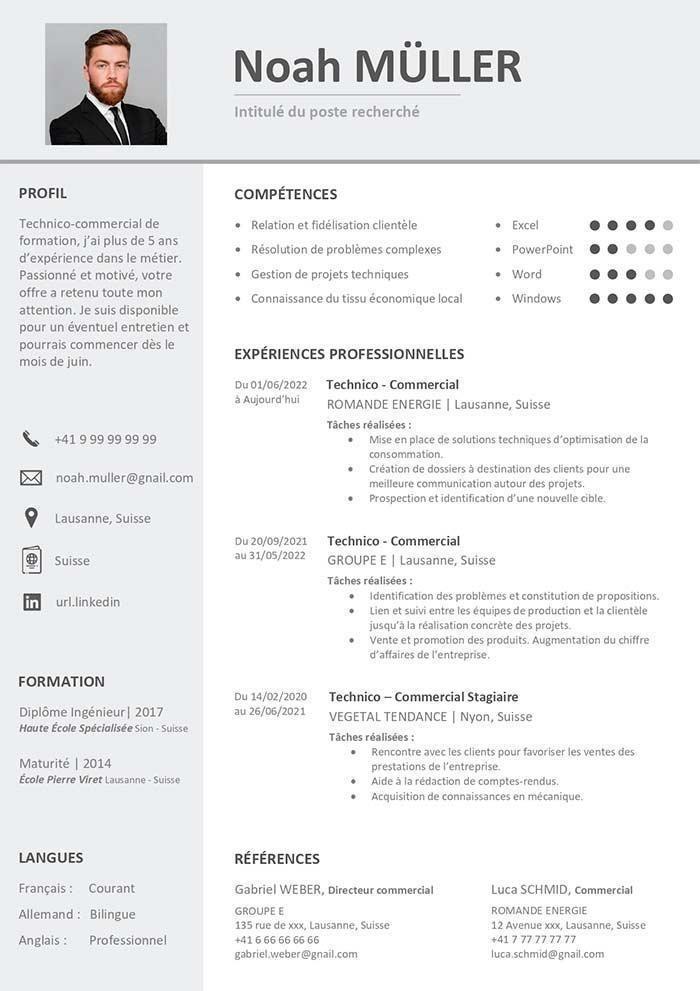 Noah MÜLLER
Intitulé du poste recherché
PROFIL
Technico-commercial de
formation, j’ai plus de 5 ans
d’expérience dans le métier.
Passionné et motivé, votre
offre a retenu toute mon
attention. Je suis disponible
pour un éventuel entretien et
pourrais commencer dès le
mois de juin.
+41 9 99 99 99 99
noah.muller@gnail.com
Lausanne, Suisse
Suisse
in url.linkedin
FORMATION
Diplôme Ingénieur| 2017
Haute École Spécialisée Sion - Suisse
Maturité | 2014
École Pierre Viret Lausanne - Suisse
LANGUES
Français : Courant
Allemand : Bilingue
Anglais : Professionnel
COMPÉTENCES
• Relation et fidélisation clientèle
• Résolution de problèmes complexes
• Gestion de projets techniques
• Connaissance du tissu économique local
• Excel
• PowerPoint
• Word
• Windows
EXPÉRIENCES PROFESSIONNELLES
Du 01/06/2022
à Aujourd’hui
Technico - Commercial
ROMANDE ENERGIE | Lausanne, Suisse
Tâches réalisées :
• Mise en place de solutions techniques d’optimisation de la
consommation.
• Création de dossiers à destination des clients pour une
meilleure communication autour des projets.
• Prospection et identification d’une nouvelle cible.
Du 20/09/2021
au 31/05/2022
Technico - Commercial
GROUPE E | Lausanne, Suisse
Tâches réalisées :
• Identification des problèmes et constitution de propositions.
• Lien et suivi entre les équipes de production et la clientèle
jusqu’à la réalisation concrète des projets.
• Vente et promotion des produits. Augmentation du chiffre
d’affaires de l’entreprise.
Du 14/02/2020
au 26/06/2021
Technico – Commercial Stagiaire
VEGETAL TENDANCE | Nyon, Suisse
Tâches réalisées :
• Rencontre avec les clients pour favoriser les ventes des
prestations de l’entreprise.
• Aide à la rédaction de comptes-rendus.
• Acquisition de connaissances en mécanique.
RÉFÉRENCES
Gabriel WEBER, Directeur commercial
GROUPE E
135 rue de xxx, Lausanne, Suisse
+41 6 66 66 66 66
gabriel.weber@gnail.com
Luca SCHMID, Commercial
ROMANDE ENERGIE
12 Avenue xxx, Lausanne, Suisse
+41 7 77 77 77 77
luca.schmid@gnail.com